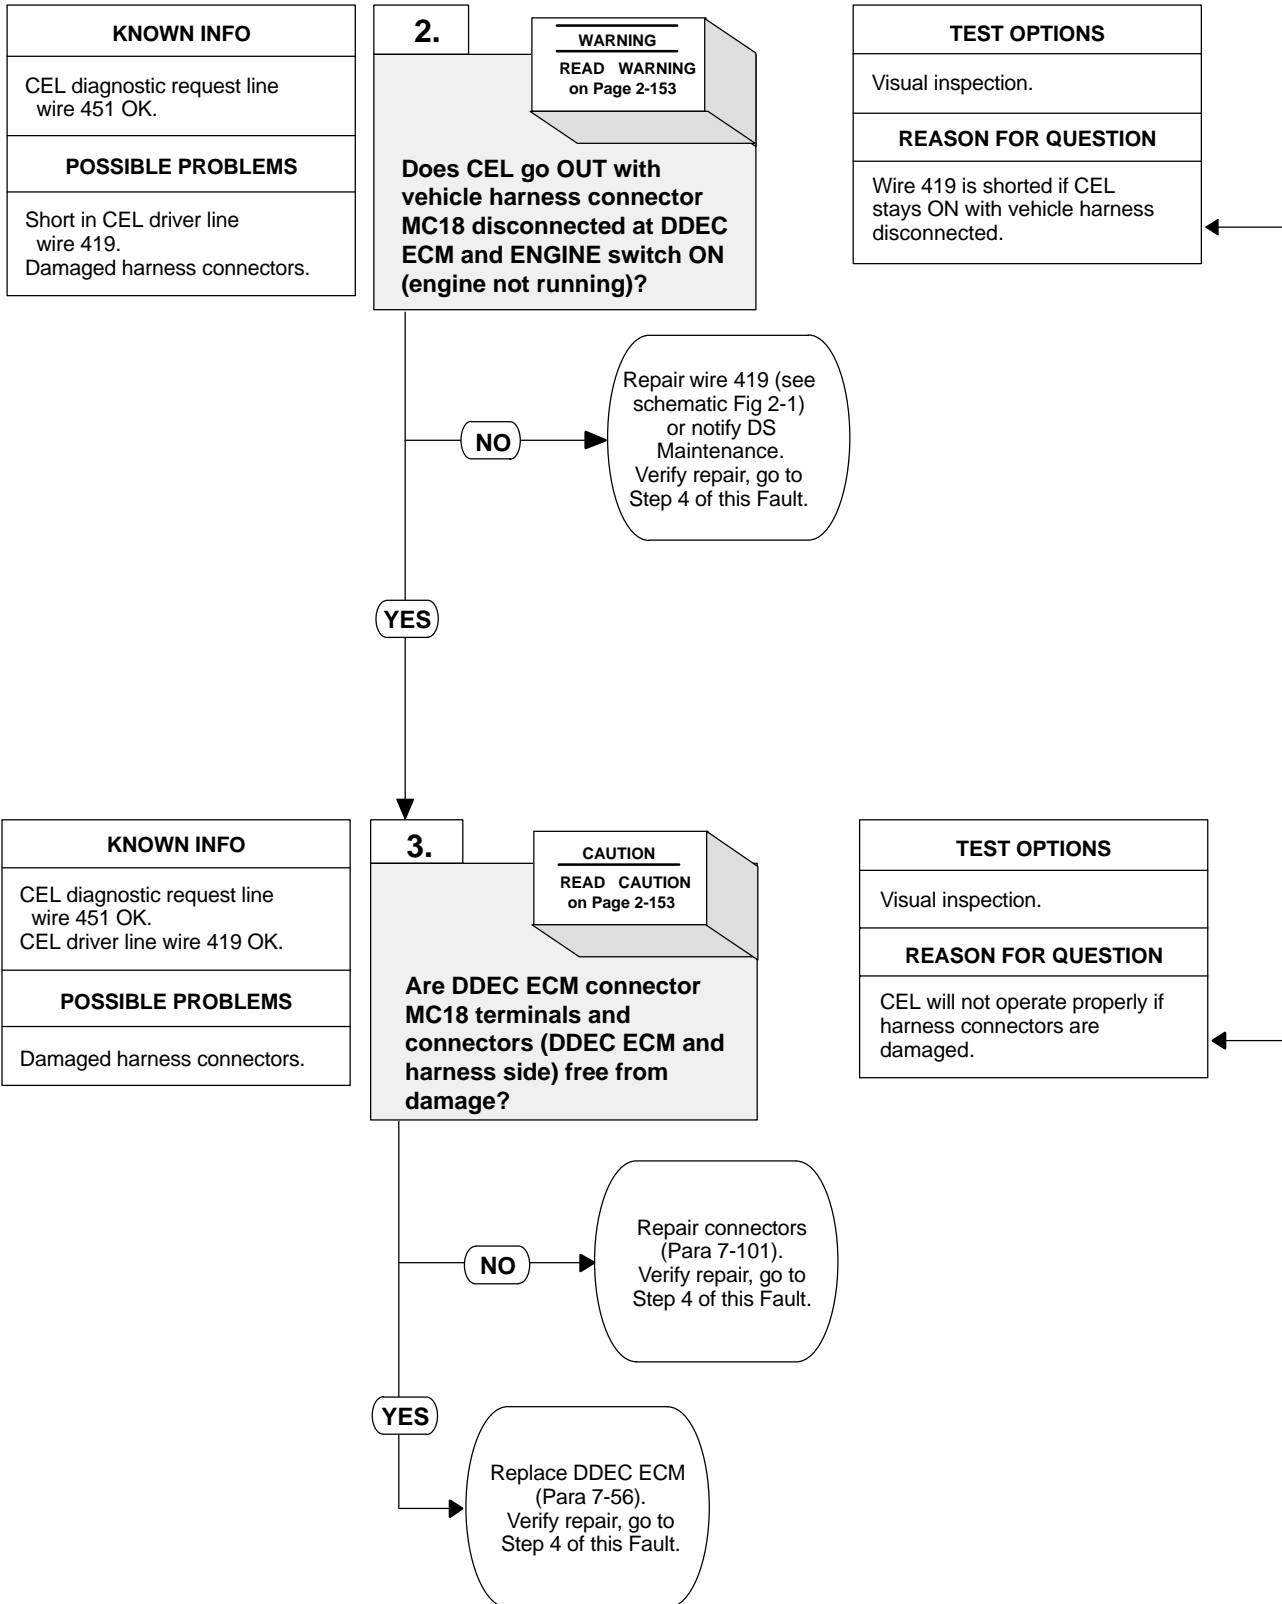 KNOWN INFO
CEL diagnostic request line
wire 451 OK.
POSSIBLE PROBLEMS
Short in CEL driver line
wire 419.
Damaged harness connectors.
2.
WARNING
READ WARNING
on Page 2-153
Does CEL go OUT with
vehicle harness connector
MC18 disconnected at DDEC
ECM and ENGINE switch ON
(engine not running)?
TEST OPTIONS
Visual inspection.
REASON FOR QUESTION
Wire 419 is shorted if CEL
stays ON with vehicle harness
disconnected.
NO
Repair wire 419 (see
schematic Fig 2-1)
or notify DS
Maintenance.
Verify repair, go to
Step 4 of this Fault.
YES
KNOWN INFO
CEL diagnostic request line
wire 451 OK.
CEL driver line wire 419 OK.
POSSIBLE PROBLEMS
Damaged harness connectors.
3.
CAUTION
READ CAUTION
on Page 2-153
Are DDEC ECM connector
MC18 terminals and
connectors (DDEC ECM and
harness side) free from
damage?
TEST OPTIONS
Visual inspection.
REASON FOR QUESTION
CEL will not operate properly if
harness connectors are
damaged.
NO
Repair connectors
(Para 7-101).
Verify repair, go to
Step 4 of this Fault.
YES
Replace DDEC ECM
(Para 7-56).
Verify repair, go to
Step 4 of this Fault.